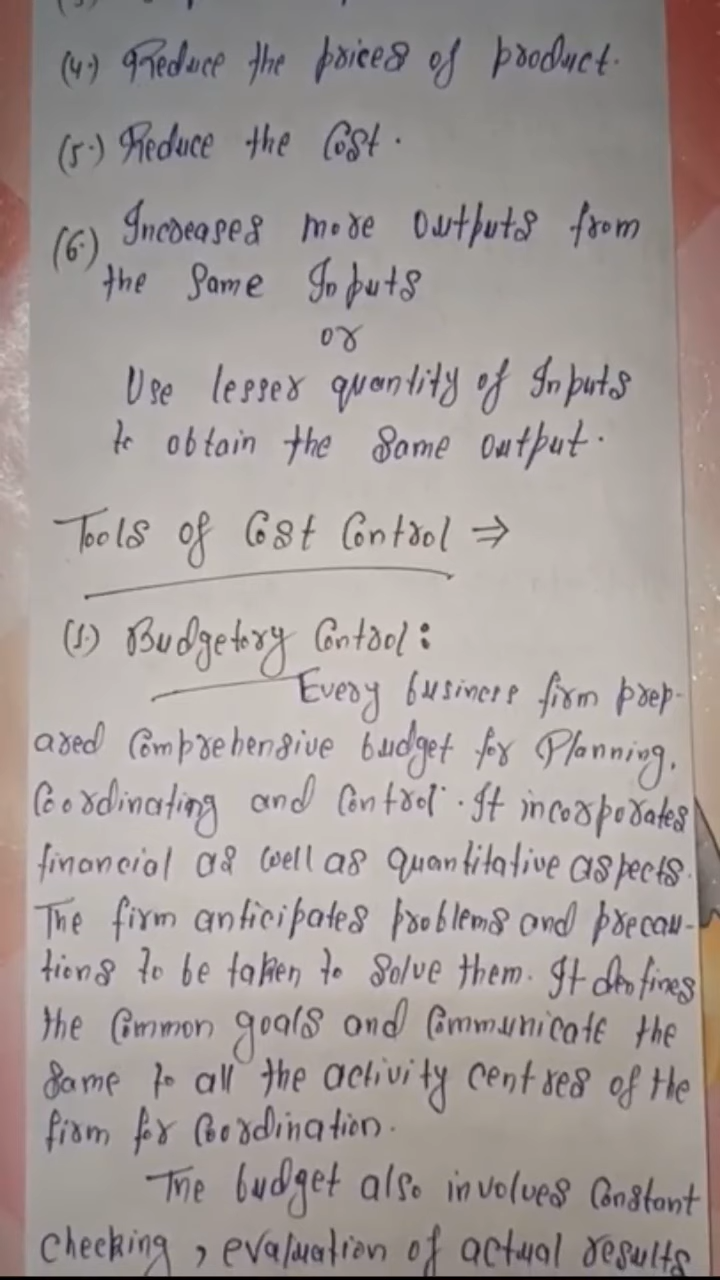 (4.) Reduce the prices of product.
(5.) Reduce the Cost.
(6.) Increases more outputs from
the Same Inputs
or
Use lesser quantity of Inputs
to obtain the Same output.
Tools of Cost Control ⇒
(1.) Budgetory Control:
Every business firm prep-
ared Comprehensive budget for Planning,
Coordinating and Control. It incorporates
financial as well as quantitative aspects.
The firm anticipates problems and precau-
tions to be taken to Solve them. It defines
the Common goals and Communicate the
Same to all the activity centres of the
firm for Coordination.
The budget also involves Constant
Checking, evaluation of actual results